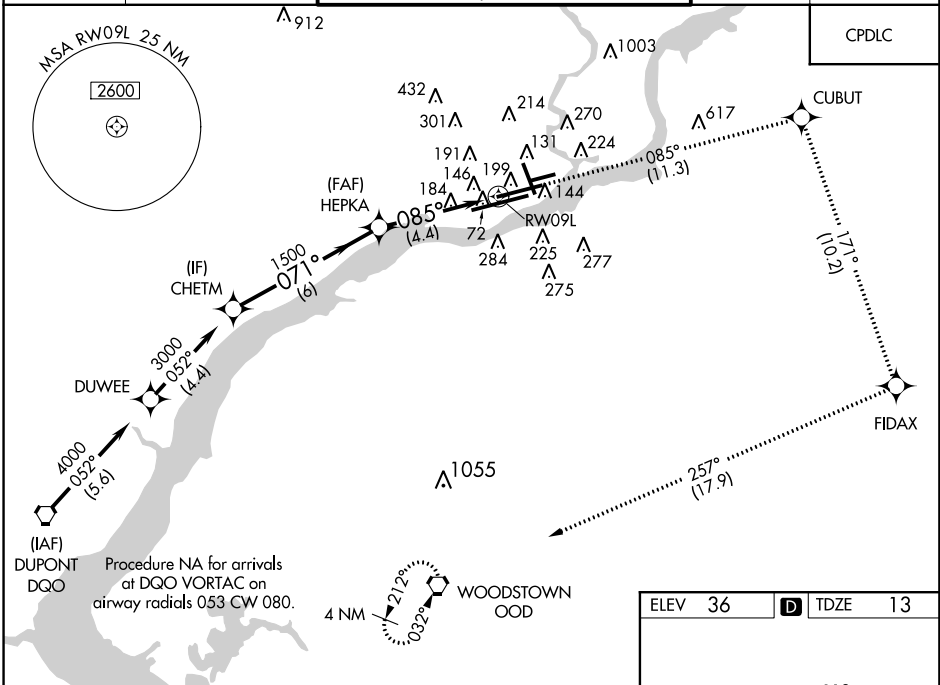 912
MSA RW09L 25 NM
2600
1003
CPDLC
432
301
214
270
617
CUBUT
191
131
224
085°
(11.3)
146
199
184
144
(FAF)
HEPKA
085°
(4.4)
72
RW09L
284
225
277
275
171°
(10.2)
(IF)
CHETM
1500
071°
(6)
3000
052°
(4.4)
DUWEE
FIDAX
4000
052°
(5.6)
1055
257°
(17.9)
(IAF)
DUPONT
DQO
Procedure NA for arrivals
at DQO VORTAC on
airway radials 053 CW 080.
4 NM
212°
032°
WOODSTOWN
OOD
ELEV 36
D
TDZE 13